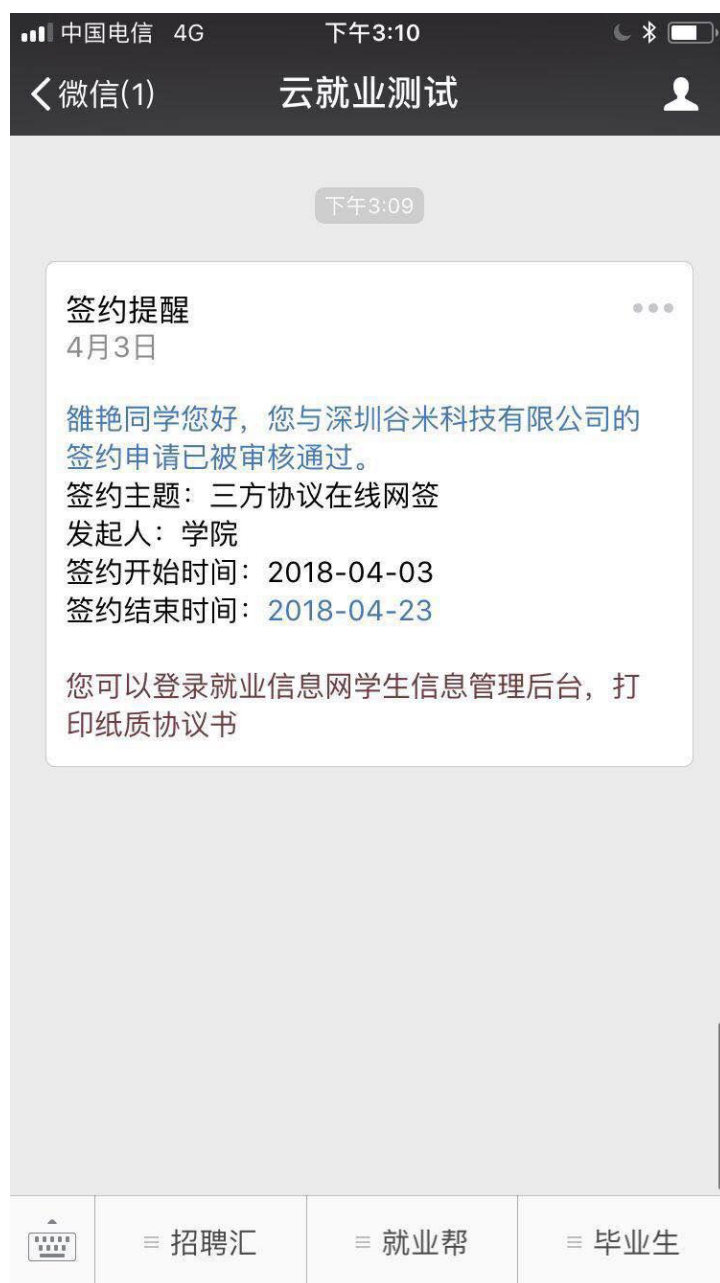 中国电信 4G 下午3:10
微信(1) 云就业测试
下午3:09
签约提醒
4月3日
雒艳同学您好，您与深圳谷米科技有限公司的
签约申请已被审核通过。
签约主题：三方协议在线网签
发起人：学院
签约开始时间：2018-04-03
签约结束时间：2018-04-23
您可以登录就业信息网学生信息管理后台，打
印纸质协议书
招聘汇 就业帮 毕业生